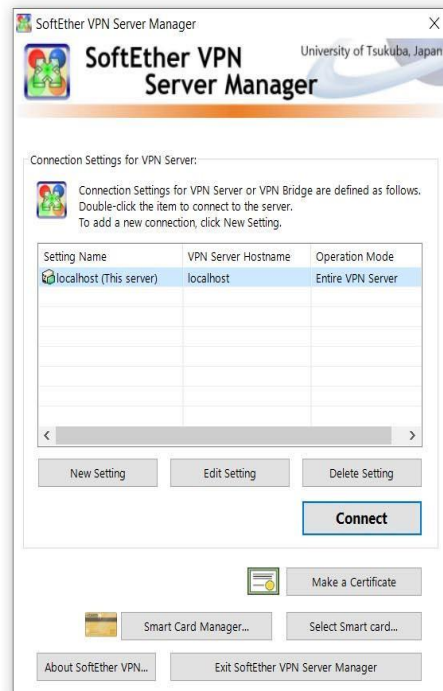 SoftEther VPN Server Manager
SoftEther VPN
Server Manager
University of Tsukuba, Japan
Connection Settings for VPN Server:
Connection Settings for VPN Server or VPN Bridge are defined as follows.
Double-click the item to connect to the server.
To add a new connection, click New Setting.
Setting Name VPN Server Hostname Operation Mode
localhost (This server) localhost Entire VPN Server
New Setting Edit Setting Delete Setting
Connect
Make a Certificate
Smart Card Manager... Select Smart card...
About SoftEther VPN... Exit SoftEther VPN Server Manager